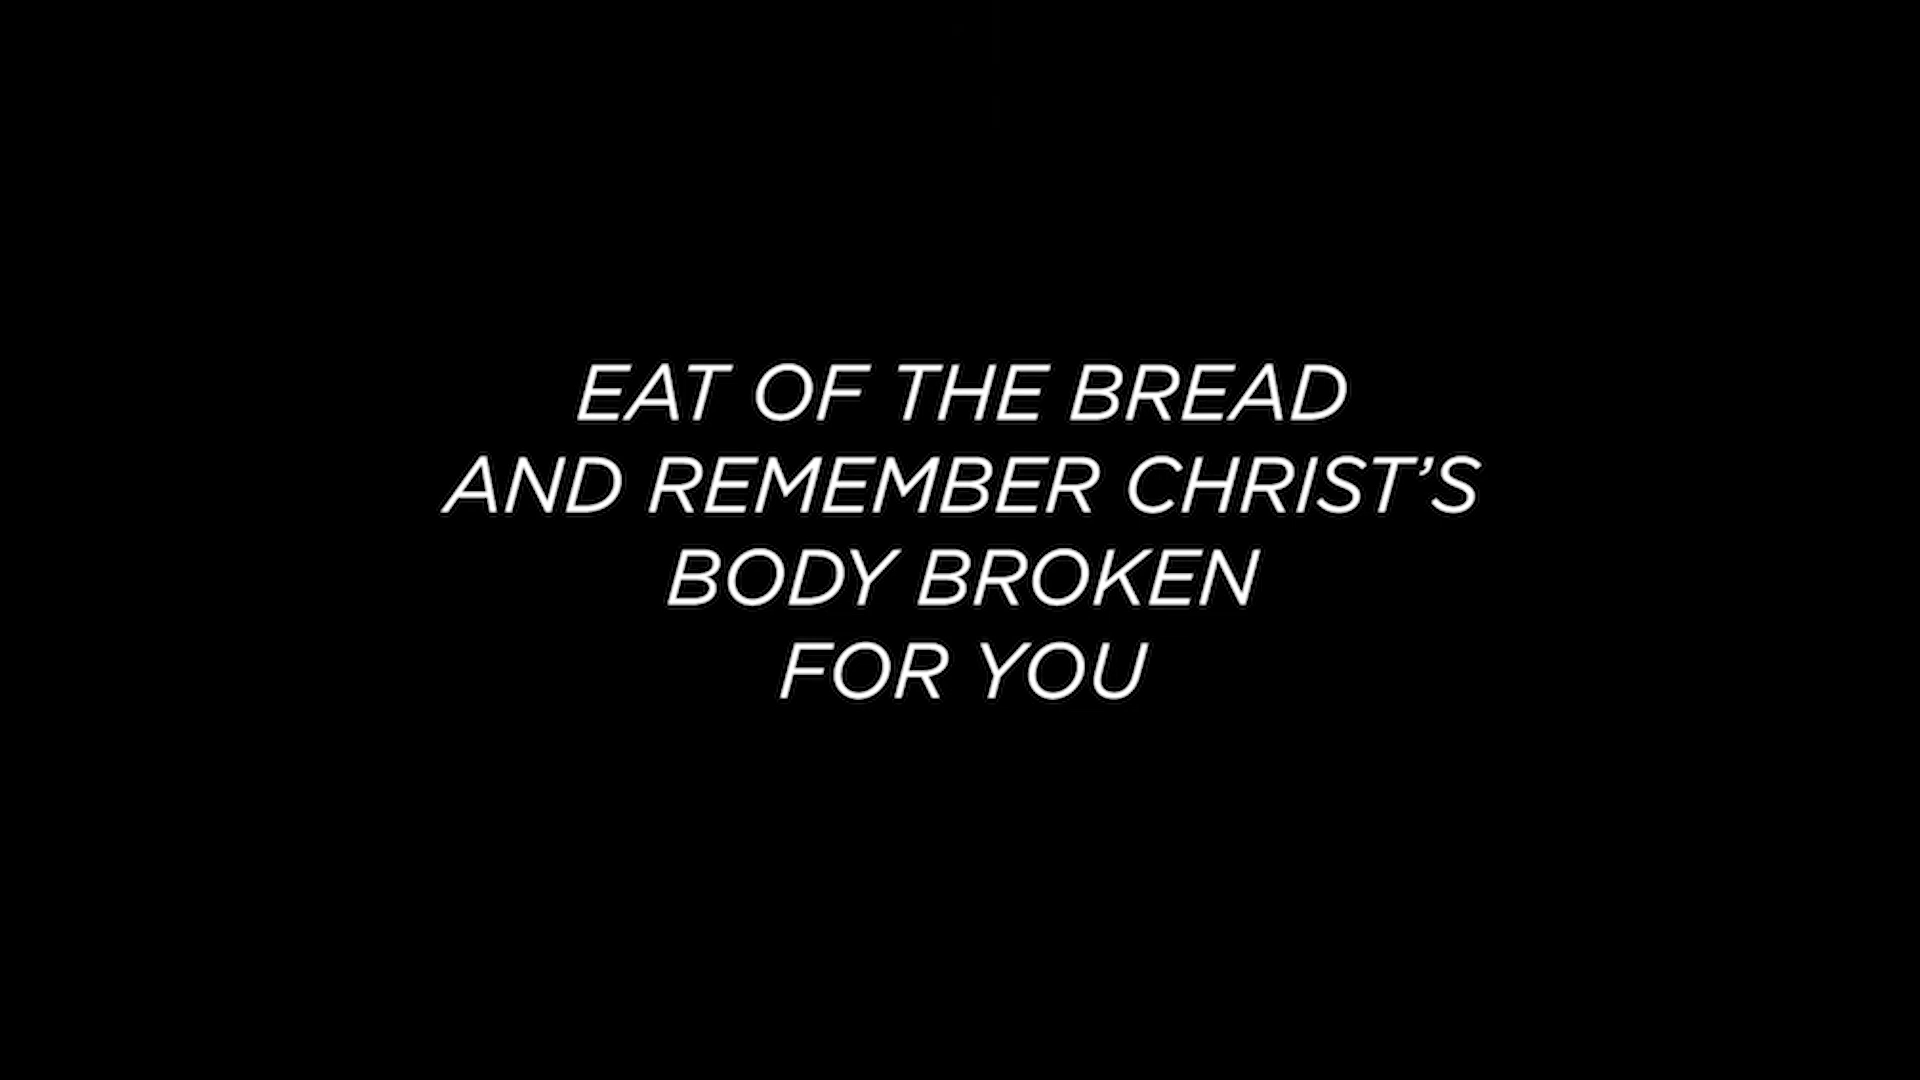 EAT OF THE BREAD
AND REMEMBER CHRIST’S
BODY BROKEN
FOR YOU